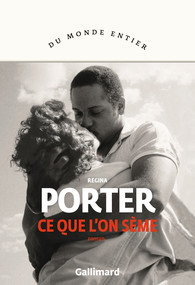 DU MONDE ENTIER
REGINA
PORTER
CE QUE L'ON SÈME
Gallimard